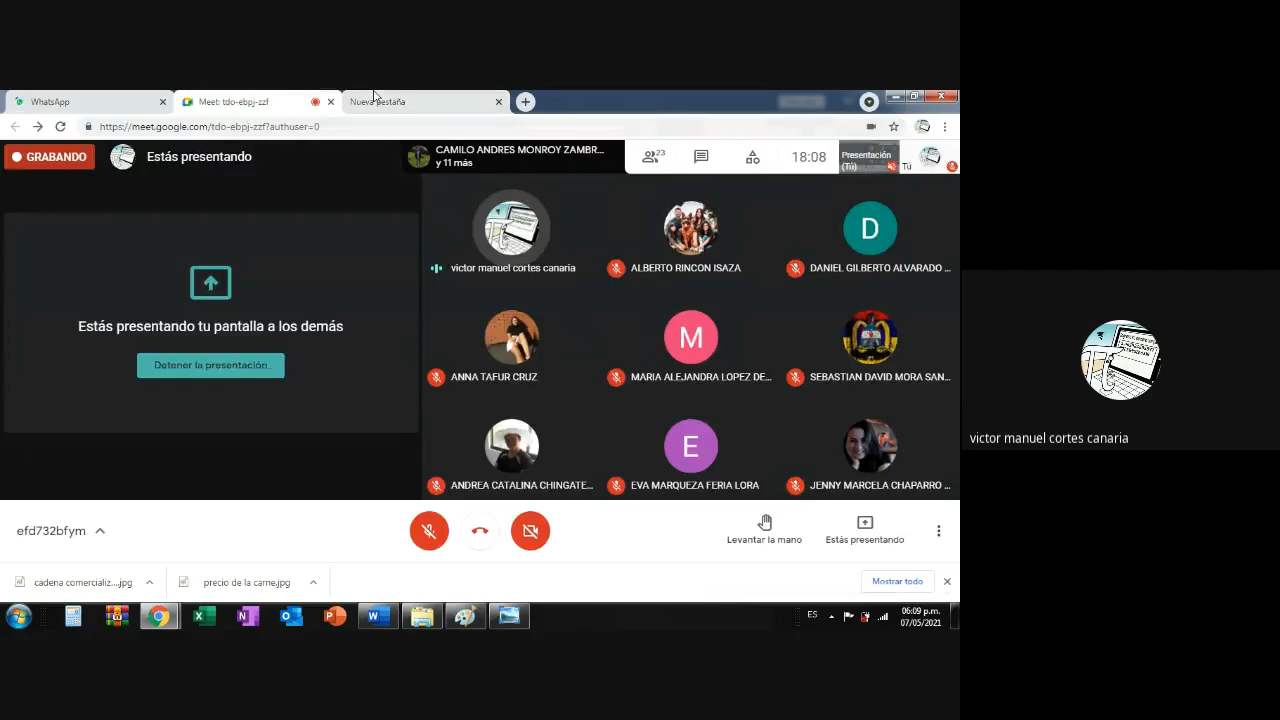 WhatsApp
Meet: tdo-ebpj-zzf
Nueva pestaña
https://meet.google.com/tdo-ebpj-zzf?authuser=0
GRABANDO
Estás presentando
CAMILO ANDRES MONROY ZAMBR...
y 11 más
23
18:08
Presentación
(Tú)
Tú
Estás presentando tu pantalla a los demás
Detener la presentación
victor manuel cortes canaria
ALBERTO RINCON ISAZA
DANIEL GILBERTO ALVARADO ...
ANNA TAFUR CRUZ
MARIA ALEJANDRA LOPEZ DE...
SEBASTIAN DAVID MORA SAN...
ANDREA CATALINA CHINGATE...
EVA MARQUEZA FERIA LORA
JENNY MARCELA CHAPARRO ...
D
M
E
victor manuel cortes canaria
efd732bfym
Levantar la mano
Estás presentando
cadena comercializ....jpg
precio de la carne.jpg
Mostrar todo
ES
06:09 p.m.
07/05/2021